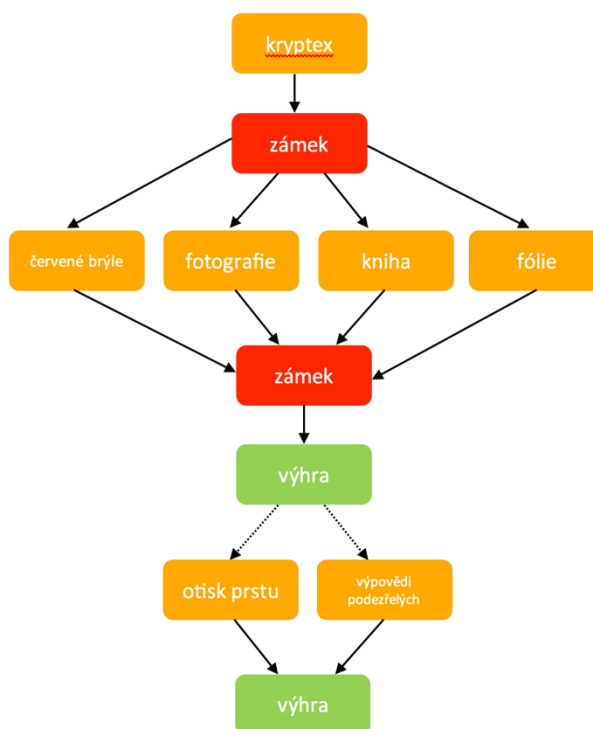 kryptex
zámek
červené brýle
fotografie
kniha
fólie
zámek
výhra
otisk prstu
výpovědi
podezřelých
výhra